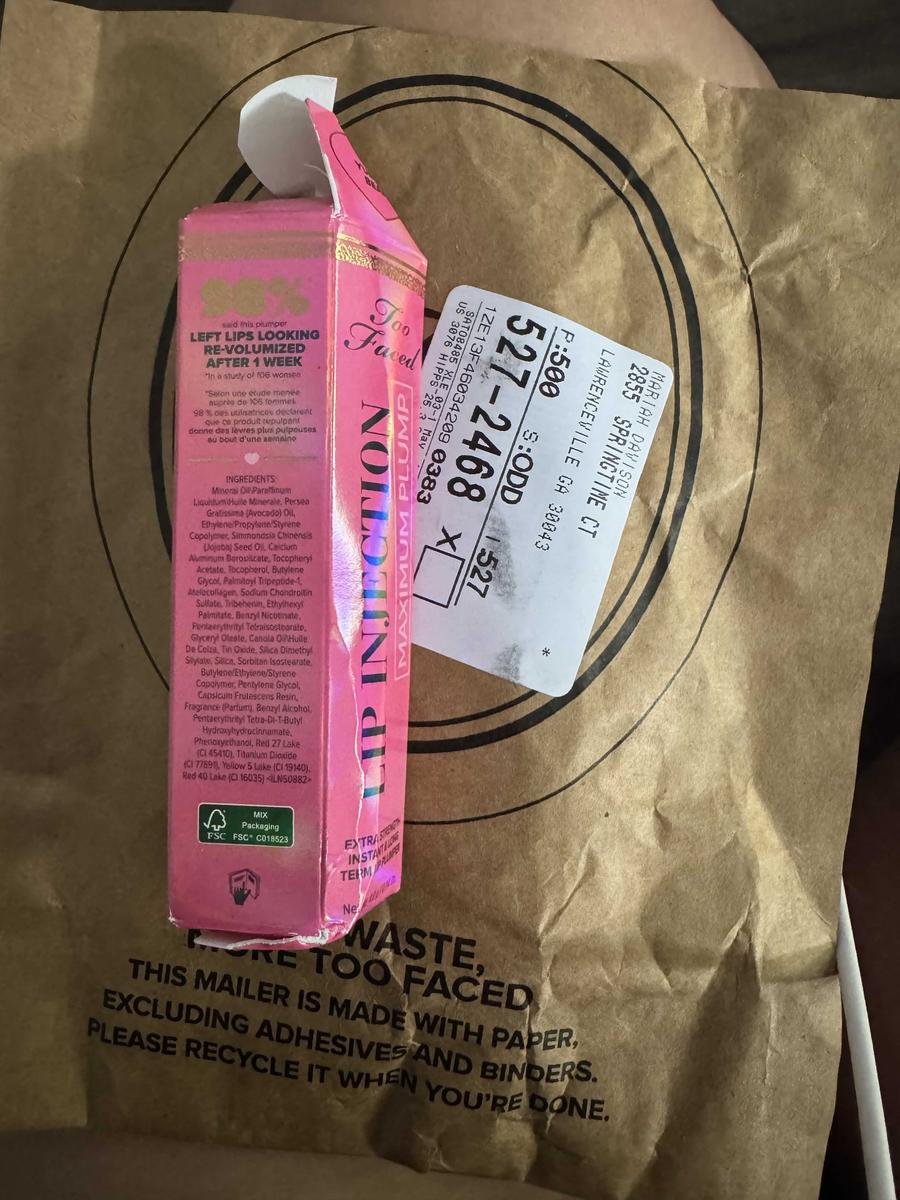 98%
said this plumper
LEFT LIPS LOOKING
RE-VOLUMIZED
AFTER 1 WEEK
*In a study of 106 women
*Selon une étude menée
auprès de 106 femmes.
98 % des utilisatrices déclarent
que ce produit repulpant
donne des lèvres plus pulpeuses
au bout d'une semaine
INGREDIENTS:
Mineral Oil\Paraffinum
Liquidum\Huile Minerale, Persea
Gratissima (Avocado) Oil,
Ethylene/Propylene/Styrene
Copolymer, Simmondsia Chinensis
(Jojoba) Seed Oil, Calcium
Aluminum Borosilicate, Tocopheryl
Acetate, Tocopherol, Butylene
Glycol, Palmitoyl Tripeptide-1,
Atelocollagen, Sodium Chondroitin
Sulfate, Tribehenin, Ethylhexyl
Palmitate, Benzyl Nicotinate,
Pentaerythrityl Tetraisostearate,
Glyceryl Oleate, Canola Oil\Huile
De Colza, Tin Oxide, Silica Dimethyl
Silylate, Silica, Sorbitan Isostearate,
Butylene/Ethylene/Styrene
Copolymer, Pentylene Glycol,
Capsicum Frutescens Resin,
Fragrance (Parfum), Benzyl Alcohol,
Pentaerythrityl Tetra-Di-T-Butyl
Hydroxyhydrocinnamate,
Phenoxyethanol, Red 27 Lake
(CI 45410), Titanium Dioxide
(CI 77891), Yellow 5 Lake (CI 19140),
Red 40 Lake (CI 16035) <ILN50882>
FSC
MIX
Packaging
FSC® C018523
Too
Faced
LIP INJECTION
MAXIMUM PLUMP
EXTRA STRENGTH
INSTANT & LONG
TERM LIP PLUMPER
MARIAH DAVISON
2855 SPRINGTIME CT
LAWRENCEVILLE GA 30043
*
P:500 S:ODD I 527
527-2468 X
1ZE13F46034209 0383
WASTE,
MORE TOO FACED
THIS MAILER IS MADE WITH PAPER,
EXCLUDING ADHESIVES AND BINDERS.
PLEASE RECYCLE IT WHEN YOU'RE DONE.